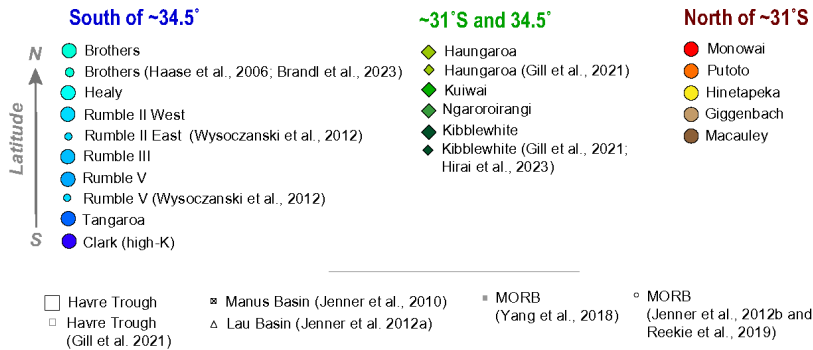 South of ~34.5˚
N
Latitude
S
Brothers
Brothers (Haase et al., 2006; Brandl et al., 2023)
Healy
Rumble II West
Rumble II East (Wysoczanski et al., 2012)
Rumble III
Rumble V
Rumble V (Wysoczanski et al., 2012)
Tangaroa
Clark (high-K)
~31˚S and 34.5˚
Haungaroa
Haungaroa (Gill et al., 2021)
Kuiwai
Ngaroroirangi
Kibblewhite
Kibblewhite (Gill et al., 2021;
Hirai et al., 2023)
North of ~31˚S
Monowai
Putoto
Hinetapeka
Giggenbach
Macauley
Havre Trough
Havre Trough
(Gill et al. 2021)
Manus Basin (Jenner et al., 2010)
Lau Basin (Jenner et al. 2012a)
MORB
(Yang et al., 2018)
MORB
(Jenner et al., 2012b and
Reekie et al., 2019)